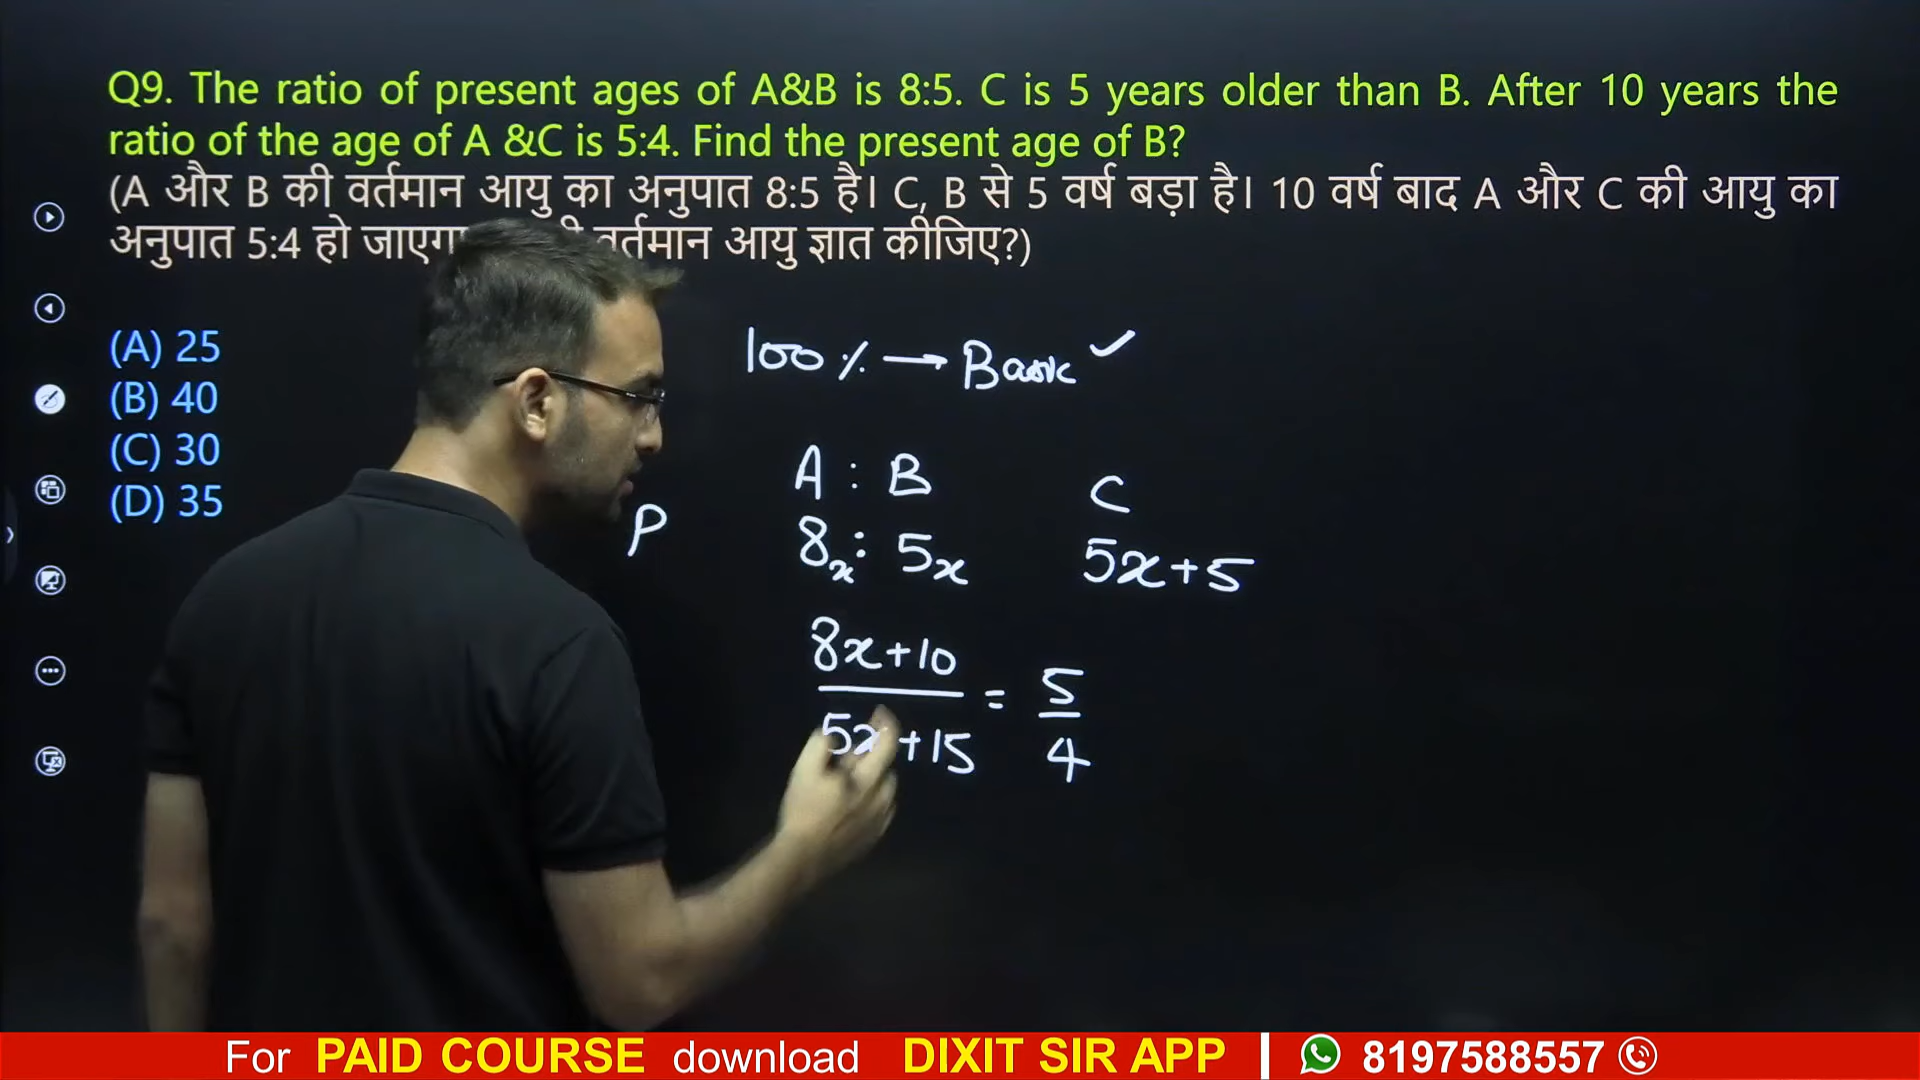 Q9. The ratio of present ages of A&B is 8:5. C is 5 years older than B. After 10 years the
ratio of the age of A &C is 5:4. Find the present age of B?
(A और B की वर्तमान आयु का अनुपात 8:5 है। C, B से 5 वर्ष बड़ा है। 10 वर्ष बाद A और C की आयु का
अनुपात 5:4 हो जाएगा वर्तमान आयु ज्ञात कीजिए?)
(A) 25
(B) 40
(C) 30
(D) 35
100% → Basic ✓
A : B C
P 8x : 5x 5x+5
8x+10
5x+15
=
5
4
For PAID COURSE download DIXIT SIR APP | 8197588557